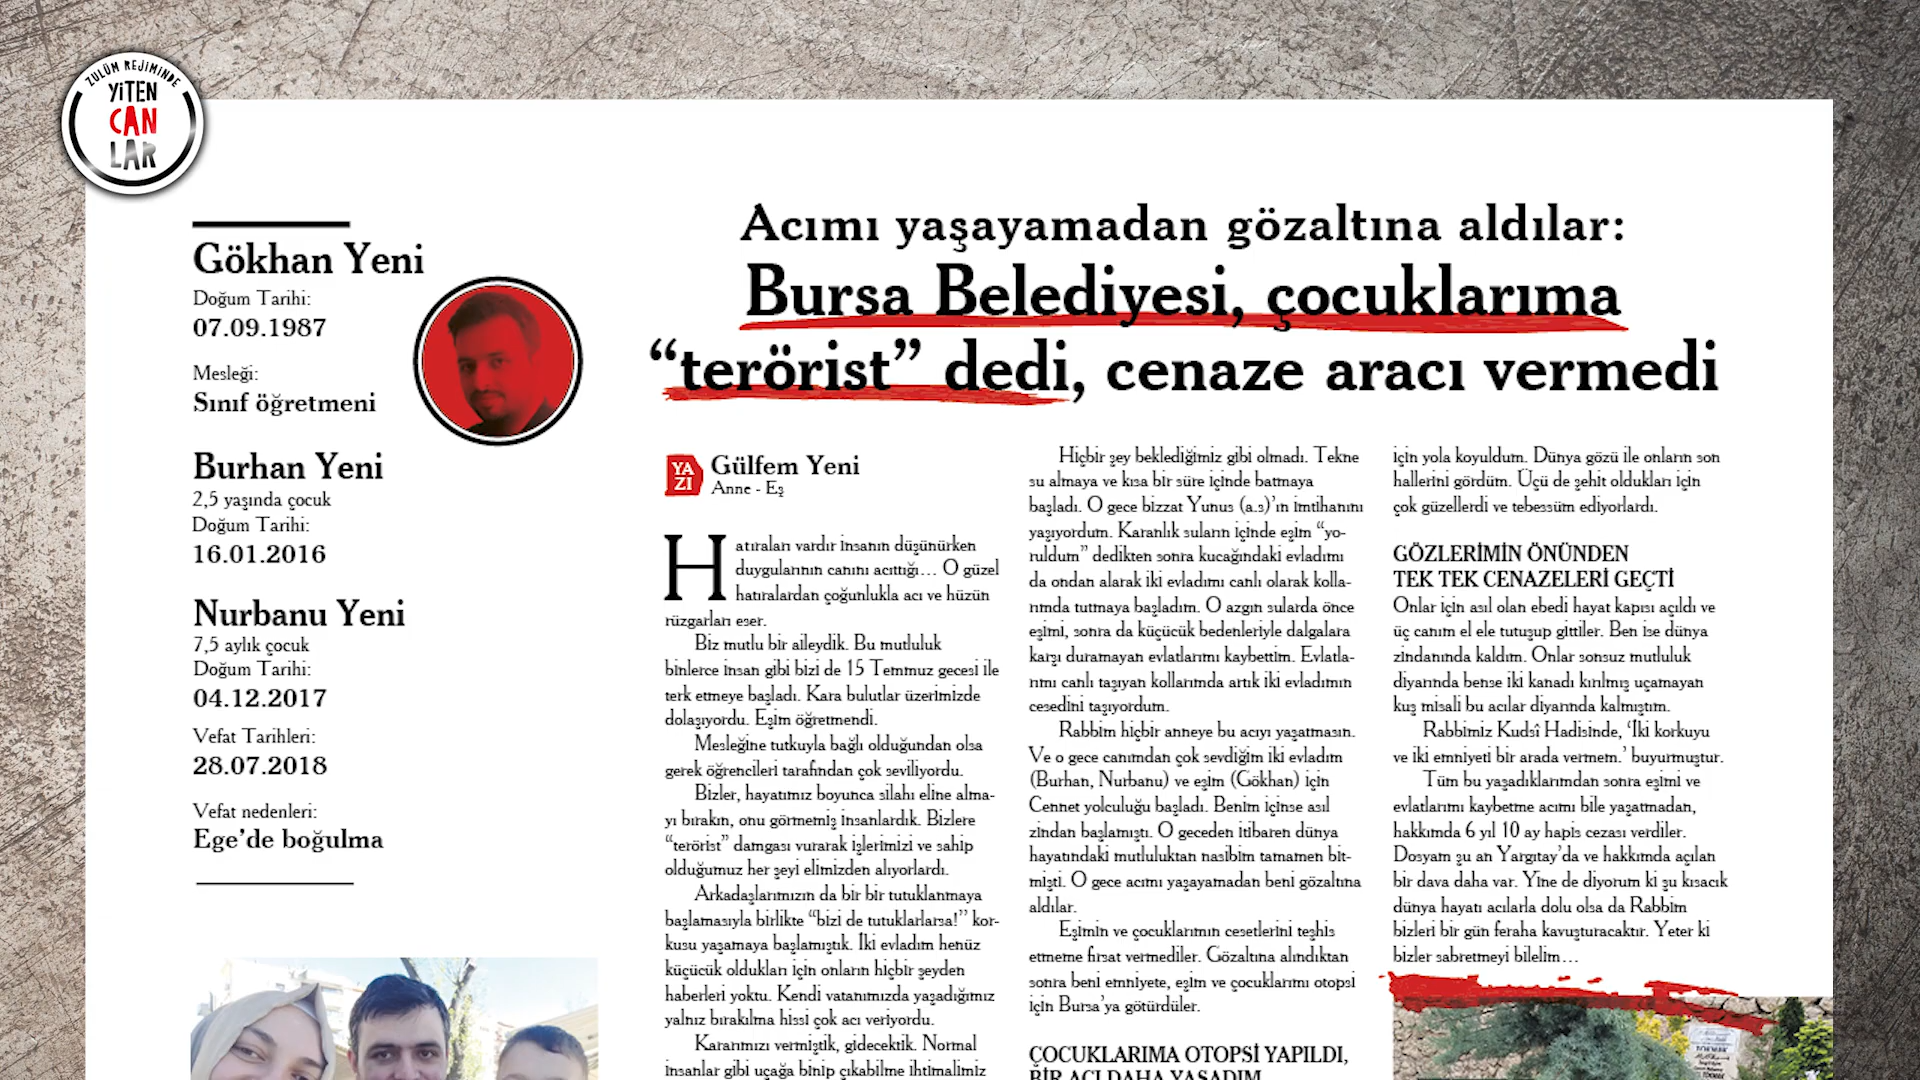 ZULÜM REJİMİNDE
YİTEN
CAN
LAR
Gökhan Yeni
Doğum Tarihi:
07.09.1987
Mesleği:
Sınıf öğretmeni
Burhan Yeni
2,5 yaşında çocuk
Doğum Tarihi:
16.01.2016
Nurbanu Yeni
7,5 aylık çocuk
Doğum Tarihi:
04.12.2017
Vefat Tarihleri:
28.07.2018
Vefat nedenleri:
Ege’de boğulma
Acımı yaşayamadan gözaltına aldılar:
Bursa Belediyesi, çocuklarıma
“terörist” dedi, cenaze aracı vermedi
YA
ZI
Gülfem Yeni
Anne - Eş
Hatıraları vardır insanın düşünürken
duygularının canını acıttığı… O güzel
hatıralardan çoğunlukla acı ve hüzün
rüzgarları eser.
Biz mutlu bir aileydik. Bu mutluluk
binlerce insan gibi bizi de 15 Temmuz gecesi ile
terk etmeye başladı. Kara bulutlar üzerimizde
dolaşıyordu. Eşim öğretmendi.
Mesleğine tutkuyla bağlı olduğundan olsa
gerek öğrencileri tarafından çok seviliyordu.
Bizler, hayatımız boyunca silahı eline alma-
yı bırakın, onu görmemiş insanlardık. Bizlere
“terörist” damgası vurarak işlerimizi ve sahip
olduğumuz her şeyi elimizden alıyorlardı.
Arkadaşlarımızın da bir bir tutuklanmaya
başlamasıyla birlikte “bizi de tutuklarlarsa!” kor-
kusu yaşamaya başlamıştık. İki evladım henüz
küçücük oldukları için onların hiçbir şeyden
haberleri yoktu. Kendi vatanımızda yaşadığımız
yalnız bırakılma hissi çok acı veriyordu.
Kararımızı vermiştik, gidecektik. Normal
insanlar gibi uçağa binip çıkabilme ihtimalimiz
Hiçbir şey beklediğimiz gibi olmadı. Tekne
su almaya ve kısa bir süre içinde batmaya
başladı. O gece bizzat Yunus (a.s)’ın imtihanını
yaşıyordum. Karanlık suların içinde eşim “yo-
ruldum” dedikten sonra kucağındaki evladımı
da ondan alarak iki evladımı canlı olarak kolla-
rımda tutmaya başladım. O azgın sularda önce
eşimi, sonra da küçücük bedenleriyle dalgalara
karşı duramayan evlatlarımı kaybettim. Evlatla-
rımı canlı taşıyan kollarımda artık iki evladımın
cesedini taşıyordum.
Rabbim hiçbir anneye bu acıyı yaşatmasın.
Ve o gece canımdan çok sevdiğim iki evladım
(Burhan, Nurbanu) ve eşim (Gökhan) için
Cennet yolculuğu başladı. Benim içinse asıl
zindan başlamıştı. O geceden itibaren dünya
hayatındaki mutluluktan nasibim tamamen bit-
mişti. O gece acımı yaşayamadan beni gözaltına
aldılar.
Eşimin ve çocuklarımın cesetlerini teşhis
etmeme fırsat vermediler. Gözaltına alındıktan
sonra beni emniyete, eşim ve çocuklarımı otopsi
için Bursa’ya götürdüler.
ÇOCUKLARIMA OTOPSİ YAPILDI,
BİR ACI DAHA YAŞADIM
için yola koyuldum. Dünya gözü ile onların son
hallerini gördüm. Üçü de şehit oldukları için
çok güzellerdi ve tebessüm ediyorlardı.
GÖZLERİMİN ÖNÜNDEN
TEK TEK CENAZELERİ GEÇTİ
Onlar için asıl olan ebedi hayat kapısı açıldı ve
üç canım el ele tutuşup gittiler. Ben ise dünya
zindanında kaldım. Onlar sonsuz mutluluk
diyarında bense iki kanadı kırılmış uçamayan
kuş misali bu acılar diyarında kalmıştım.
Rabbimiz Kudsî Hadisinde, ‘İki korkuyu
ve iki emniyeti bir arada vermem.’ buyurmuştur.
Tüm bu yaşadıklarımdan sonra eşimi ve
evlatlarımı kaybetme acımı bile yaşatmadan,
hakkımda 6 yıl 10 ay hapis cezası verdiler.
Dosyam şu an Yargıtay’da ve hakkımda açılan
bir dava daha var. Yine de diyorum ki şu kısacık
dünya hayatı acılarla dolu olsa da Rabbim
bizleri bir gün feraha kavuşturacaktır. Yeter ki
bizler sabretmeyi bilelim…